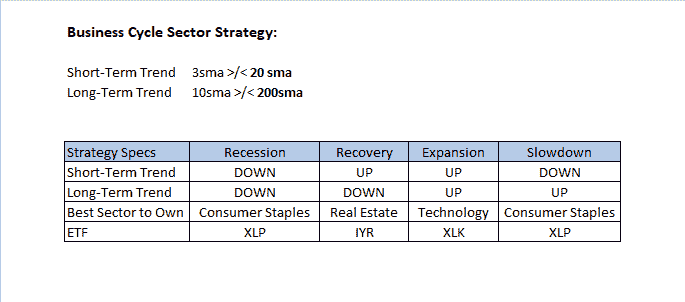 Business Cycle Sector Strategy:
Short-Term Trend 3sma >/< 20 sma
Long-Term Trend 10sma >/< 200sma
Strategy Specs Recession Recovery Expansion Slowdown
Short-Term Trend DOWN UP UP DOWN
Long-Term Trend DOWN DOWN UP UP
Best Sector to Own Consumer Staples Real Estate Technology Consumer Staples
ETF XLP IYR XLK XLP